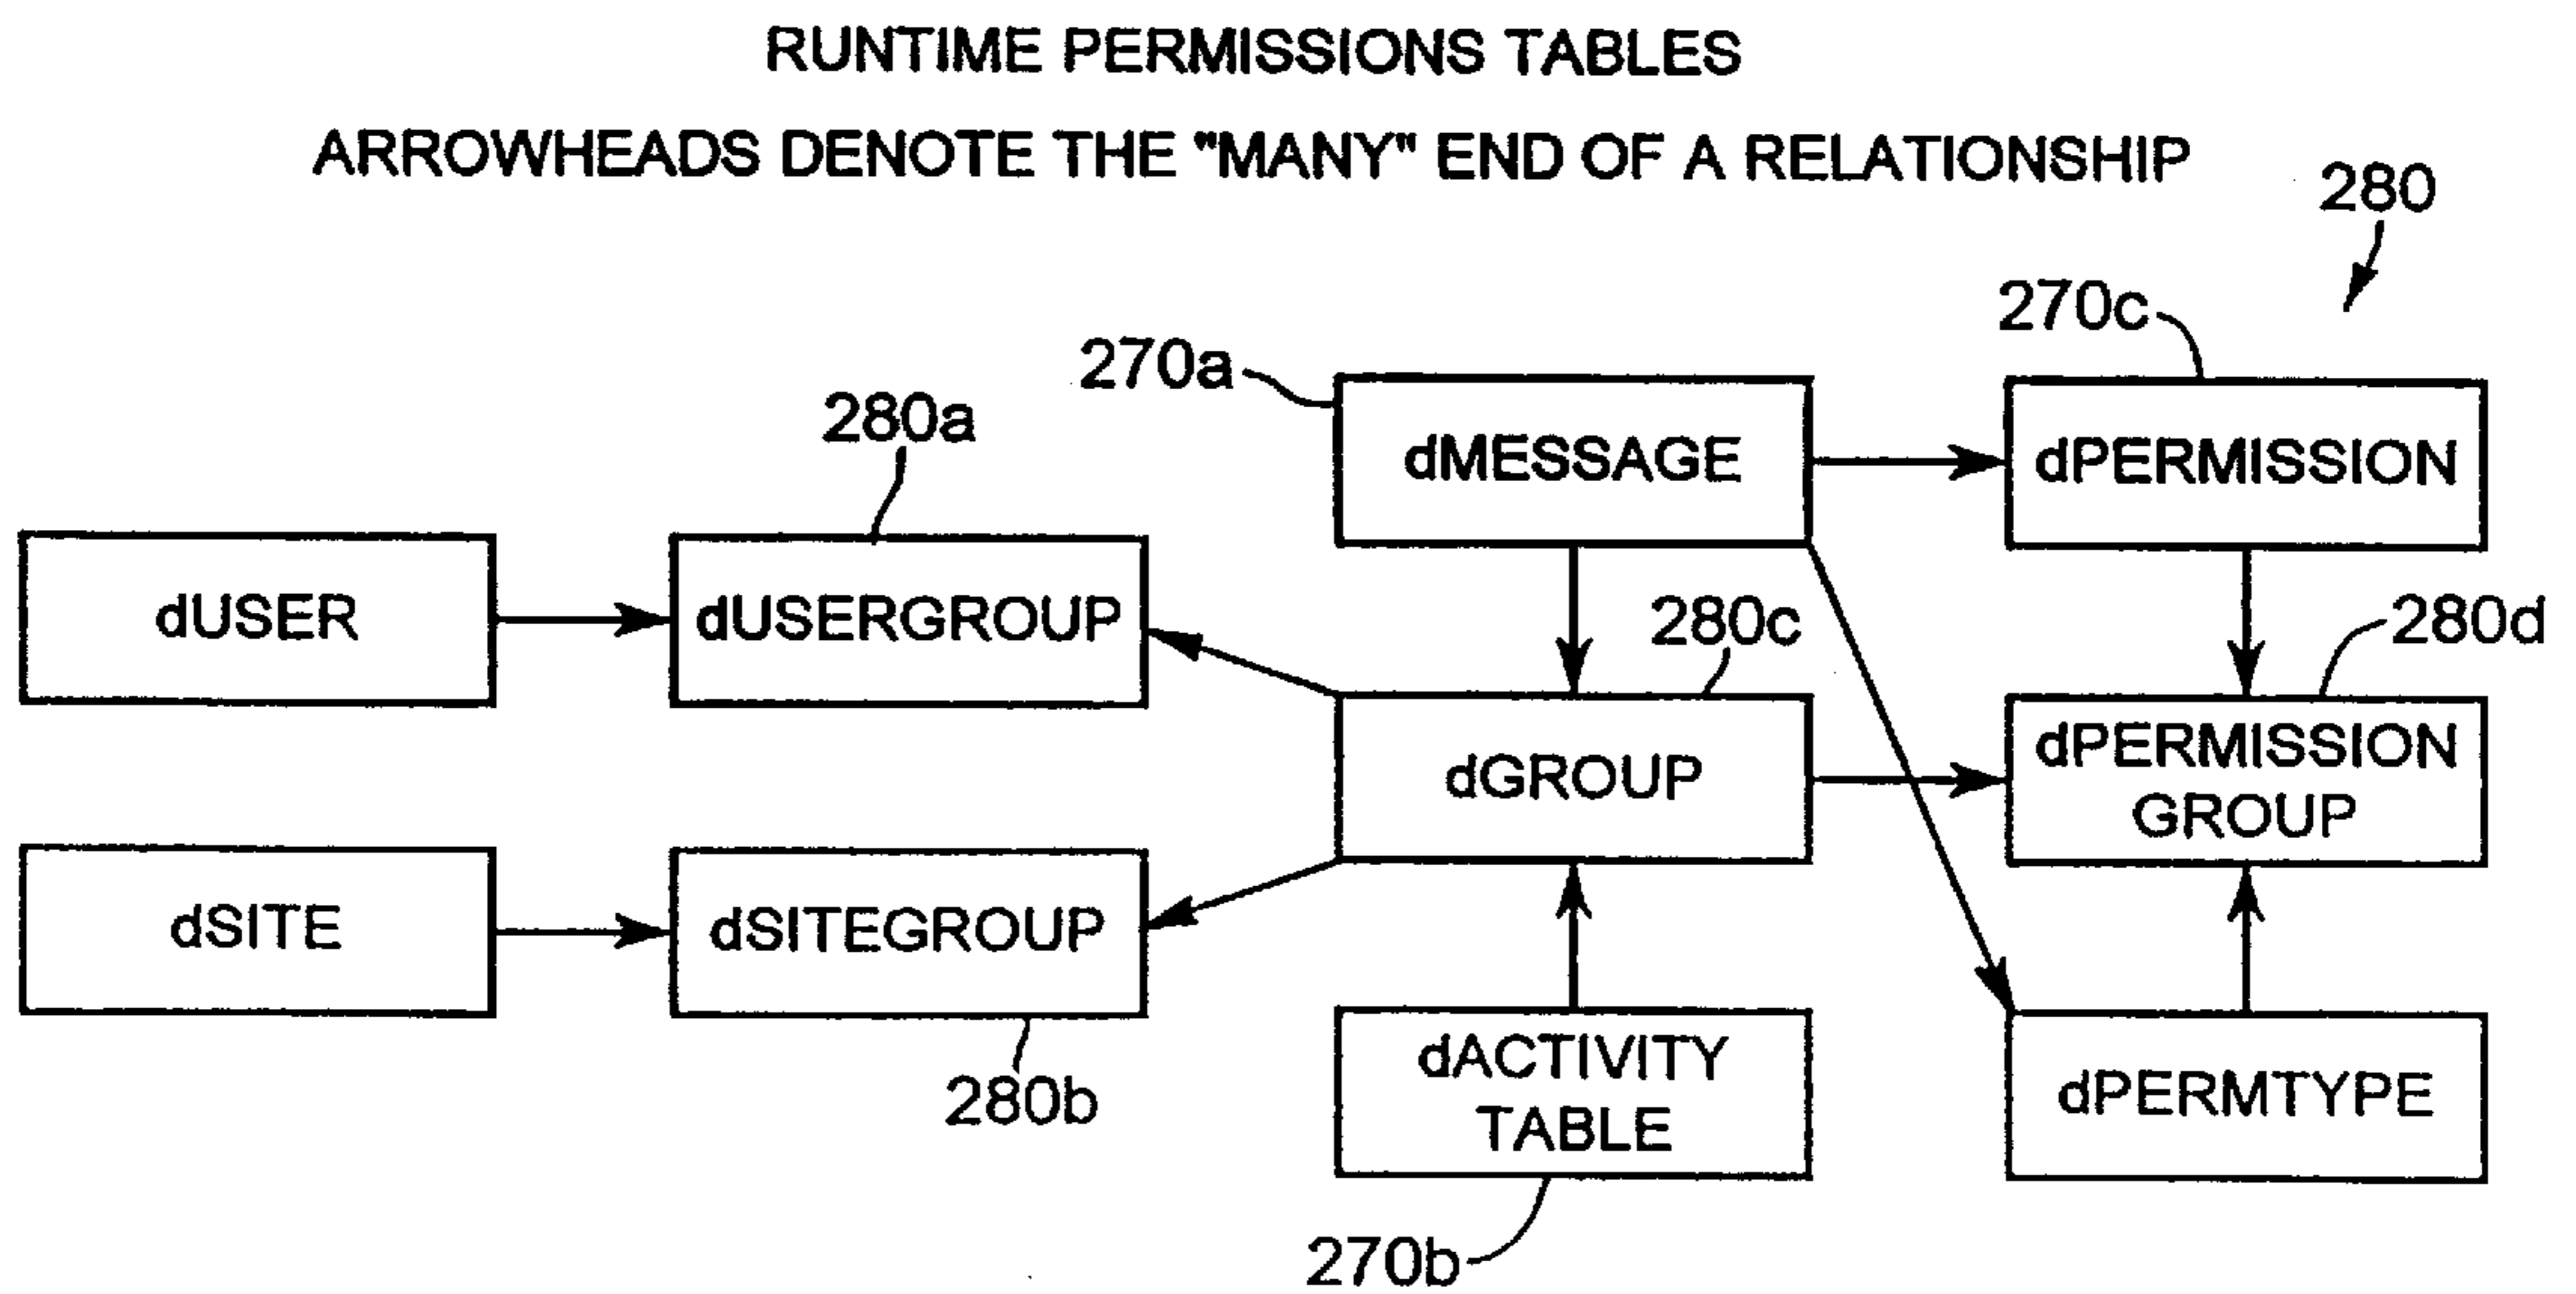 RUNTIME PERMISSIONS TABLES
ARROWHEADS DENOTE THE "MANY" END OF A RELATIONSHIP
280
270c
270a
280a
dMESSAGE
dPERMISSION
dUSER
dUSERGROUP
280c
280d
dGROUP
dPERMISSION
GROUP
dSITE
dSITEGROUP
280b
dACTIVITY
TABLE
dPERMTYPE
270b